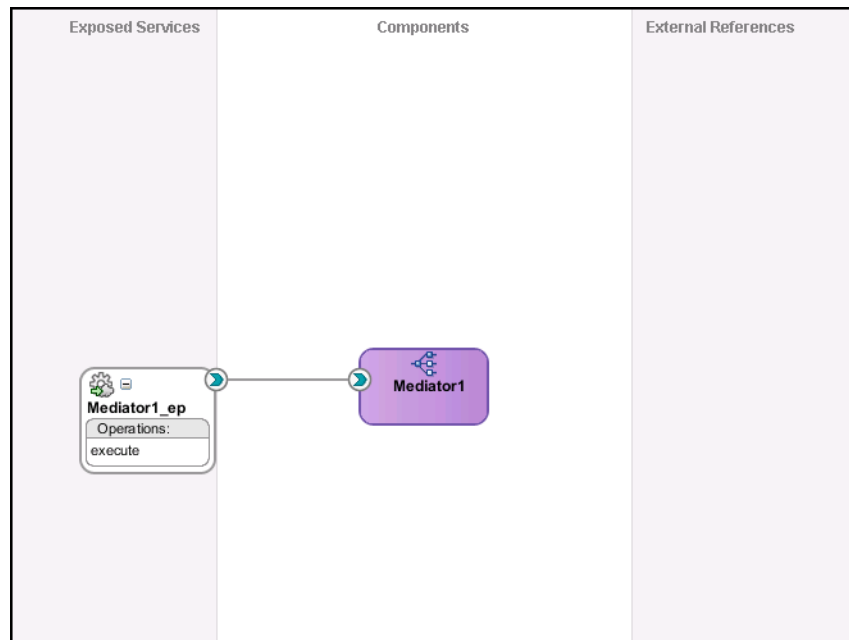 Exposed Services
Components
External References
Mediator1_ep
Operations:
execute
Mediator1